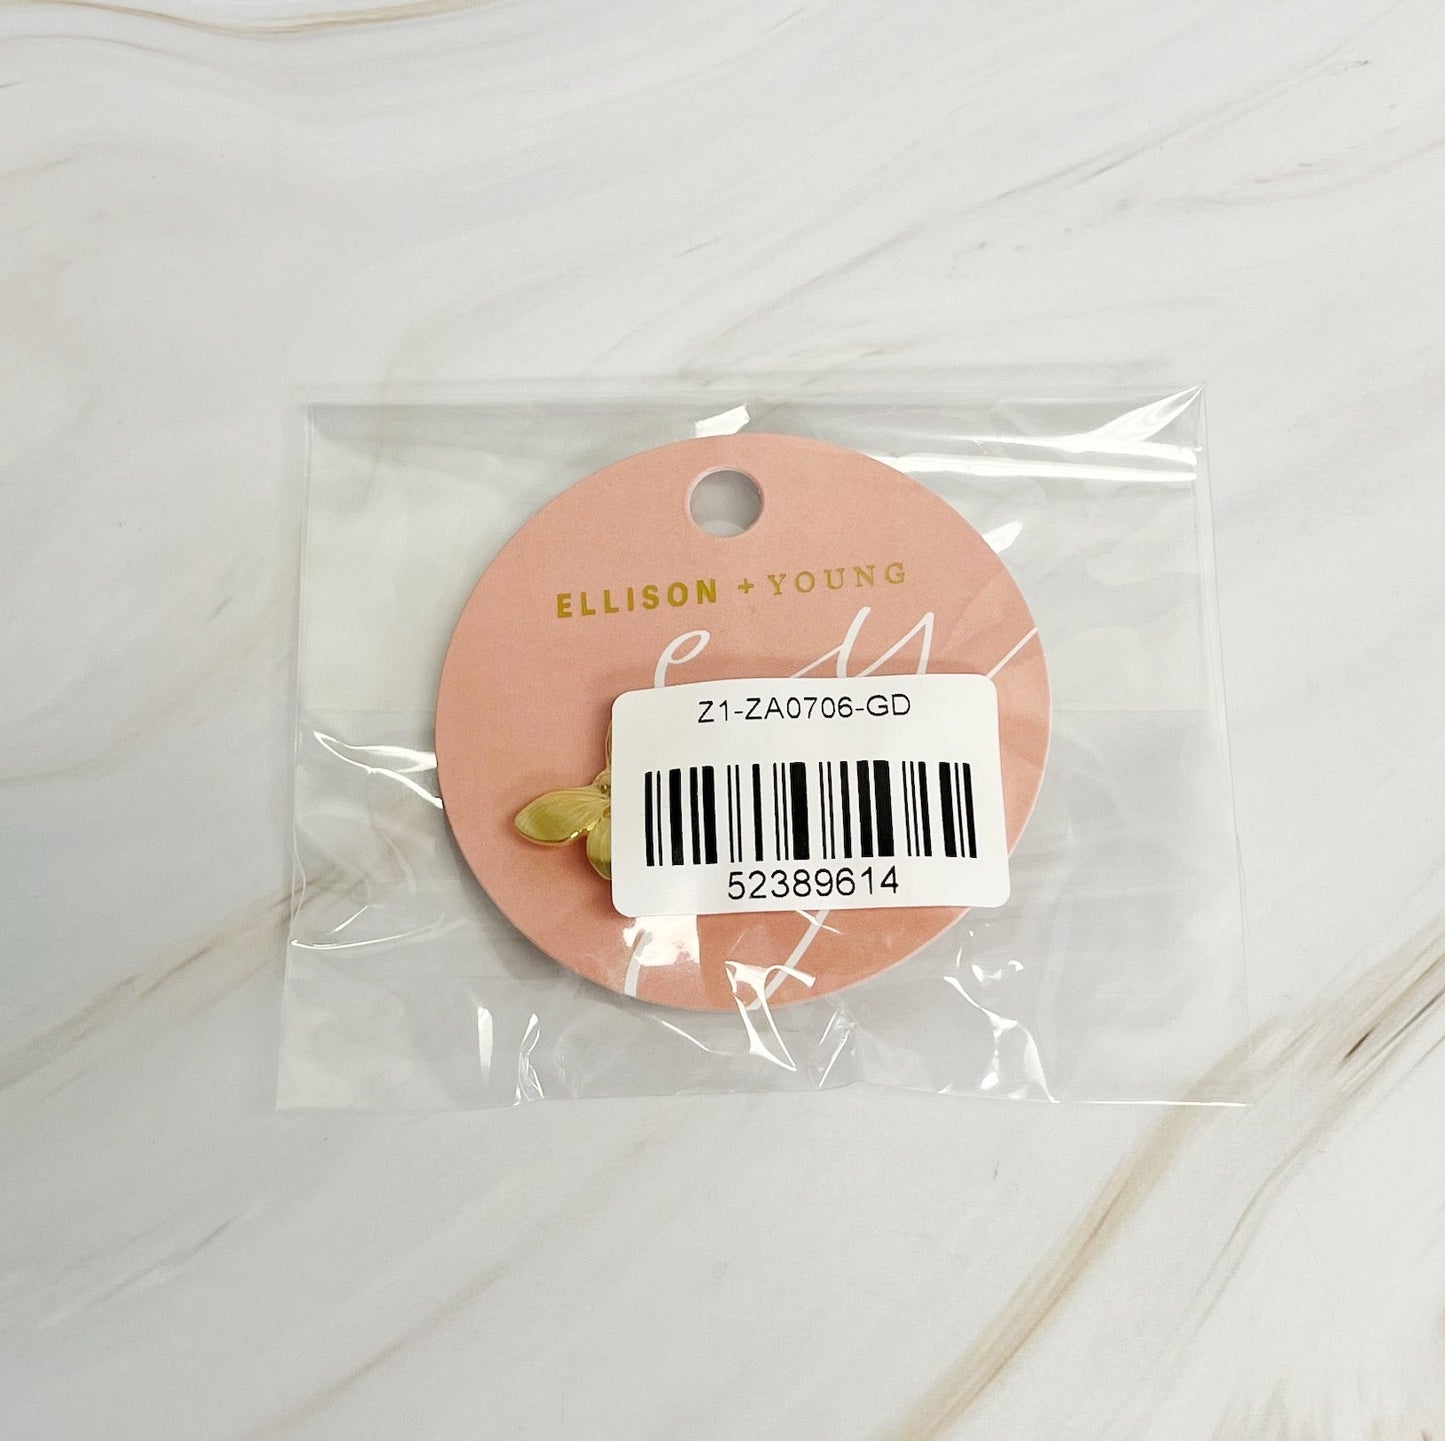 ELLISON + YOUNG
e y
Z1-ZA0706-GD
52389614